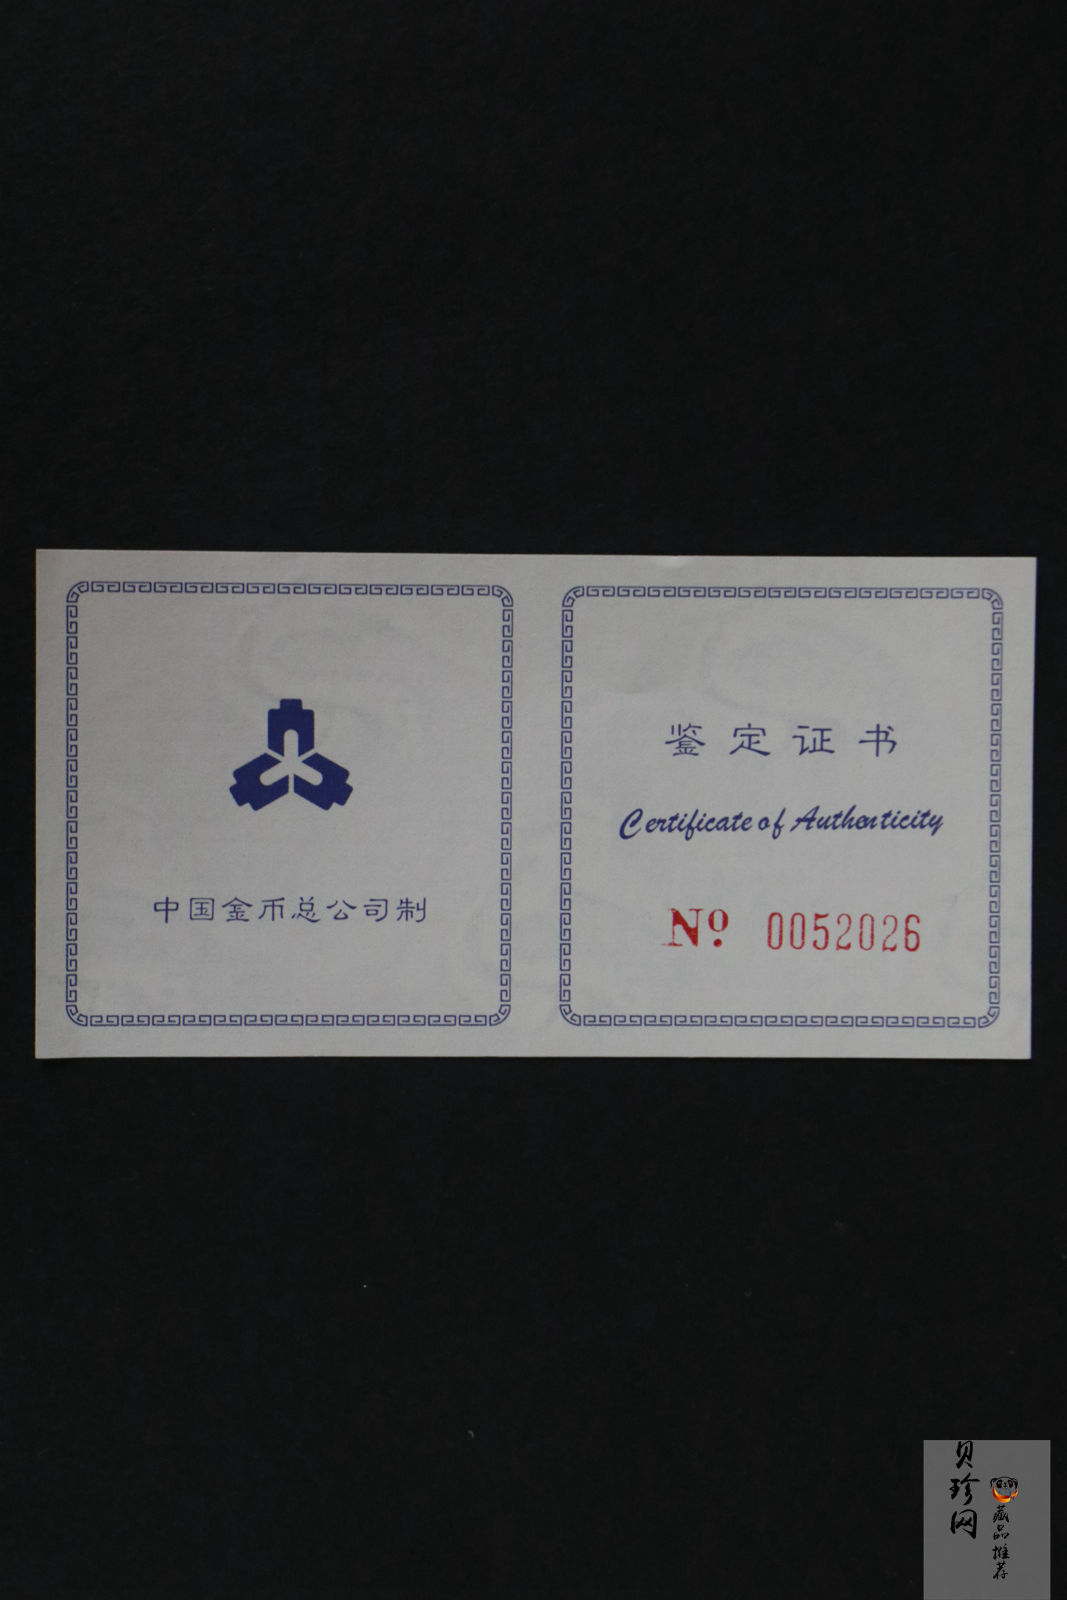 中国金币总公司制
鉴定证书
Certificate of Authenticity
Nº 0052026
贝珍网
藏品推荐